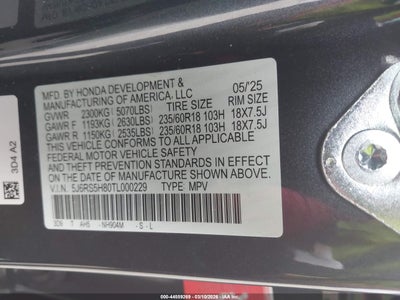 MFD. BY HONDA DEVELOPMENT & 05/'25
MANUFACTURING OF AMERICA, LLC
GVWR 2300KG( 5070LBS) TIRE SIZE RIM SIZE
GAWR F 1193KG( 2630LBS) 235/60R18 103H 18X7.5J
GAWR R 1150KG( 2535LBS) 235/60R18 103H 18X7.5J
THIS VEHICLE CONFORMS TO ALL APPLICABLE
FEDERAL MOTOR VEHICLE SAFETY
AND THEFT PREVENTION STANDARDS IN EFFECT
ON THE DATE OF MANUFACTURE SHOWN ABOVE.
V.I.N. 5J6RS5H80TL000229 TYPE MPV
NH904M - S - L
3D4 A2
000-44559269 - 03/10/2026 - IAA Inc.